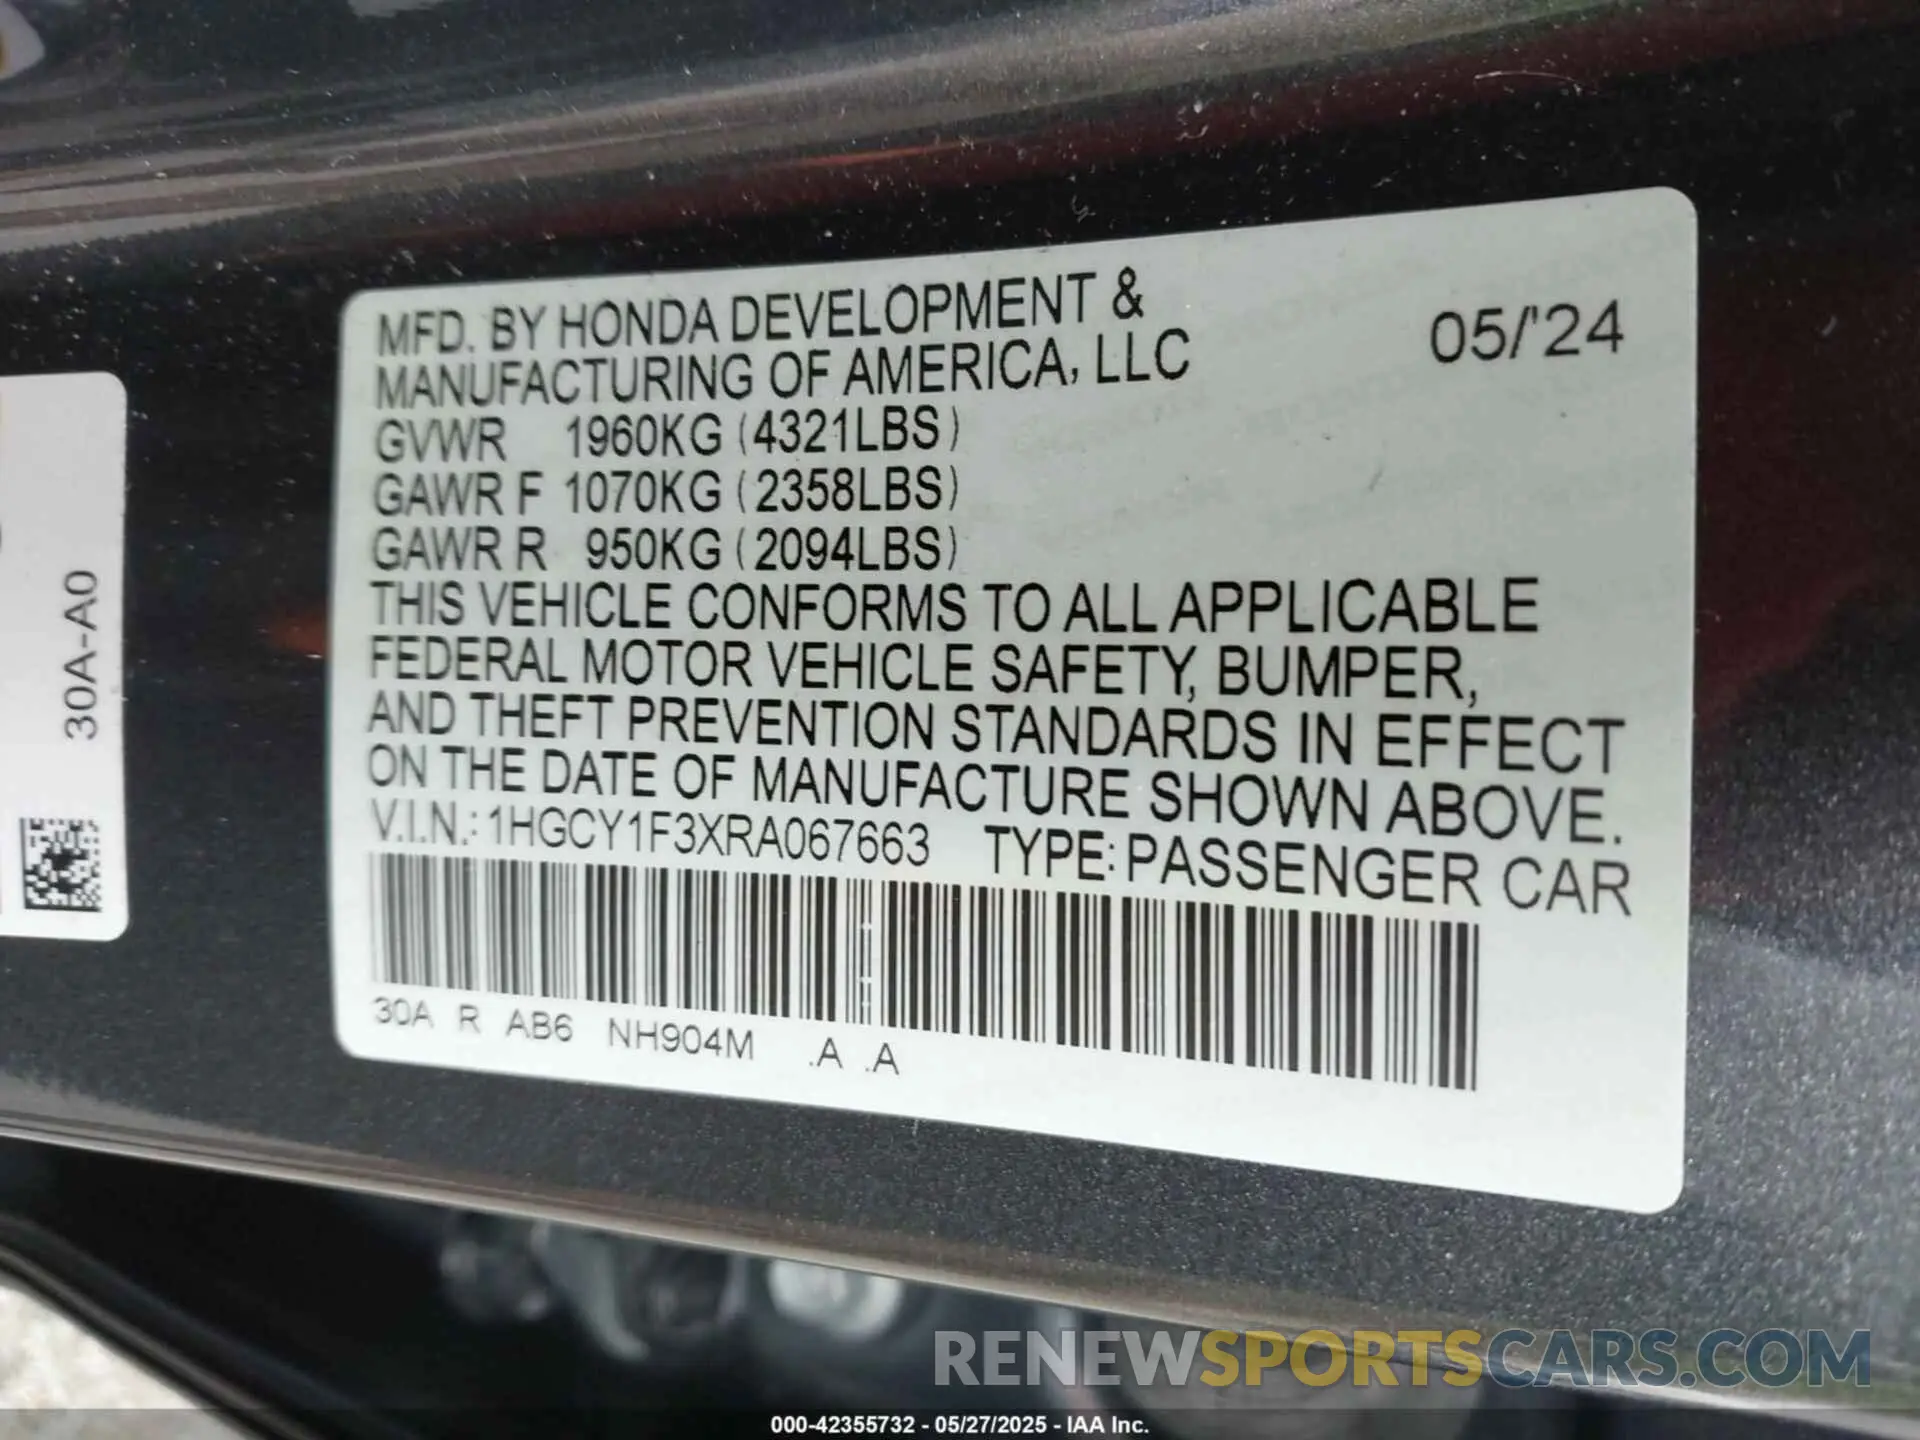 MFD. BY HONDA DEVELOPMENT &
MANUFACTURING OF AMERICA, LLC
05/'24
GVWR 1960KG (4321LBS)
GAWR F 1070KG (2358LBS)
GAWR R 950KG (2094LBS)
THIS VEHICLE CONFORMS TO ALL APPLICABLE
FEDERAL MOTOR VEHICLE SAFETY, BUMPER,
AND THEFT PREVENTION STANDARDS IN EFFECT
ON THE DATE OF MANUFACTURE SHOWN ABOVE.
V.I.N.: 1HGCY1F3XRA067663 TYPE: PASSENGER CAR
30A R AB6 NH904M .A .A
30A-A0
RENEWSPORTSCARS.COM
000-42355732 - 05/27/2025 - IAA Inc.